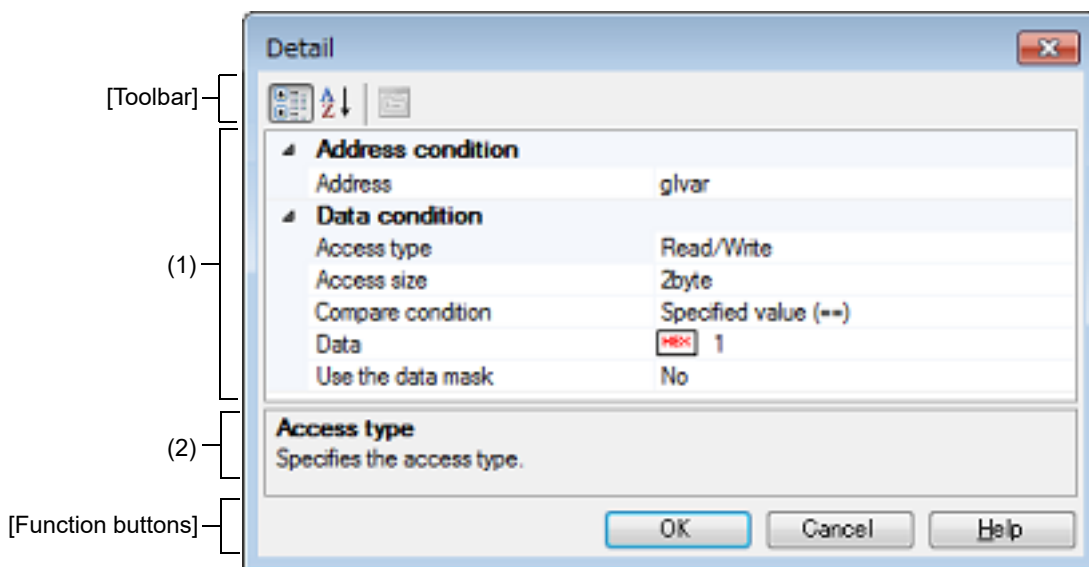 Detail
[Toolbar]
A
Z
Address condition
Address glvar
Data condition
Access type Read/Write
(1)
Access size 2byte
Compare condition Specified value (==)
Data HEX 1
Use the data mask No
(2)
Access type
Specifies the access type.
[Function buttons]
OK Cancel Help